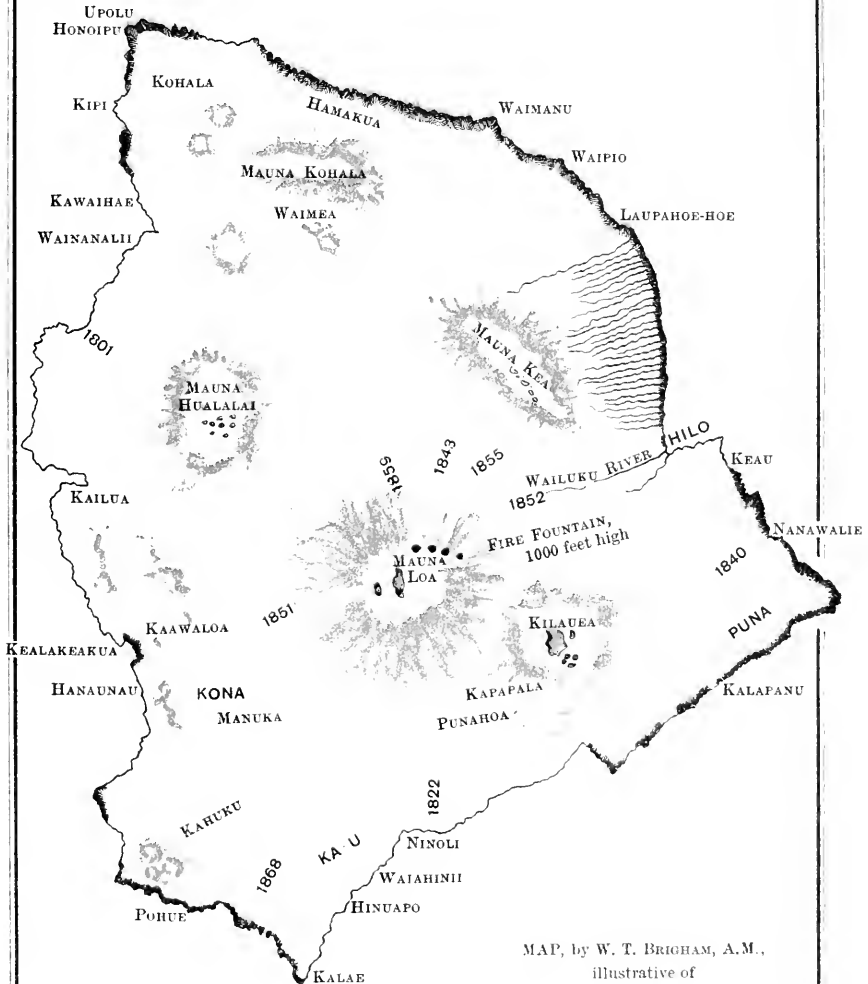 UPOLU
HONOIPU
KOHALA
KIPI
HAMAKUA
WAIMANU
WAIPIO
MAUNA KOHALA
KAWAIHAE
WAIMEA
LAUPAHOE-HOE
WAINANALII
1801
MAUNA KEA
MAUNA
HUALALAI
HILO
1859
1843
1855
WAILUKU RIVER
KEAU
1852
KAILUA
NANAWALIE
FIRE FOUNTAIN,
1000 feet high
MAUNA
LOA
1840
1851
KAAWALOA
KILAUEA
PUNA
KEALAKEAKUA
HANAUNAU
KONA
MANUKA
KAPAPALA
KALAPANU
PUNAHOA
1822
KAHUKU
KA-U
NINOLI
1868
WAIAHINII
HINUAPO
POHUE
KALAE
MAP, by W. T. BRIGHAM, A.M.,
illustrative of